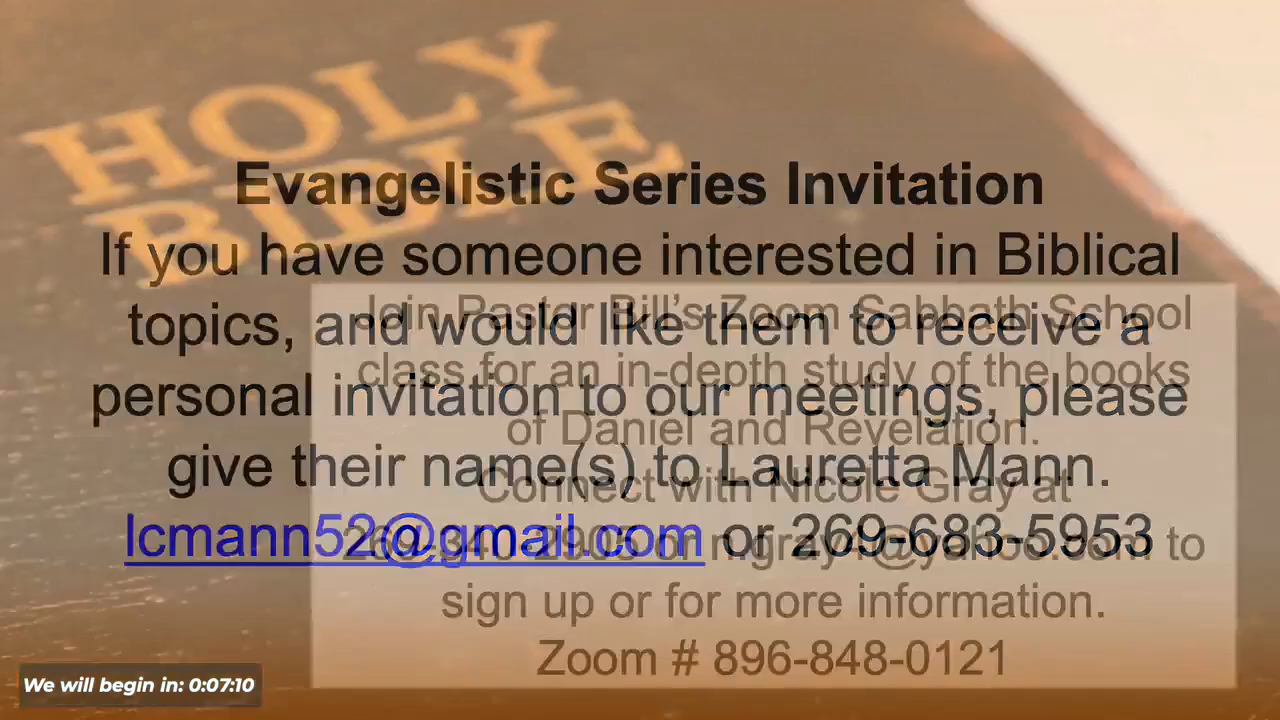 HOLY
BIBLE
Evangelistic Series Invitation
If you have someone interested in Biblical
topics, and would like them to receive a
personal invitation to our meetings, please
give their name(s) to Lauretta Mann.
lcmann52@gmail.com or 269-683-5953
Join Pastor Bill's Zoom Sabbath School
class for an in-depth study of the books
of Daniel and Revelation.
Connect with Nicole Gray at
to
sign up or for more information.
Zoom # 896-848-0121
We will begin in: 0:07:10